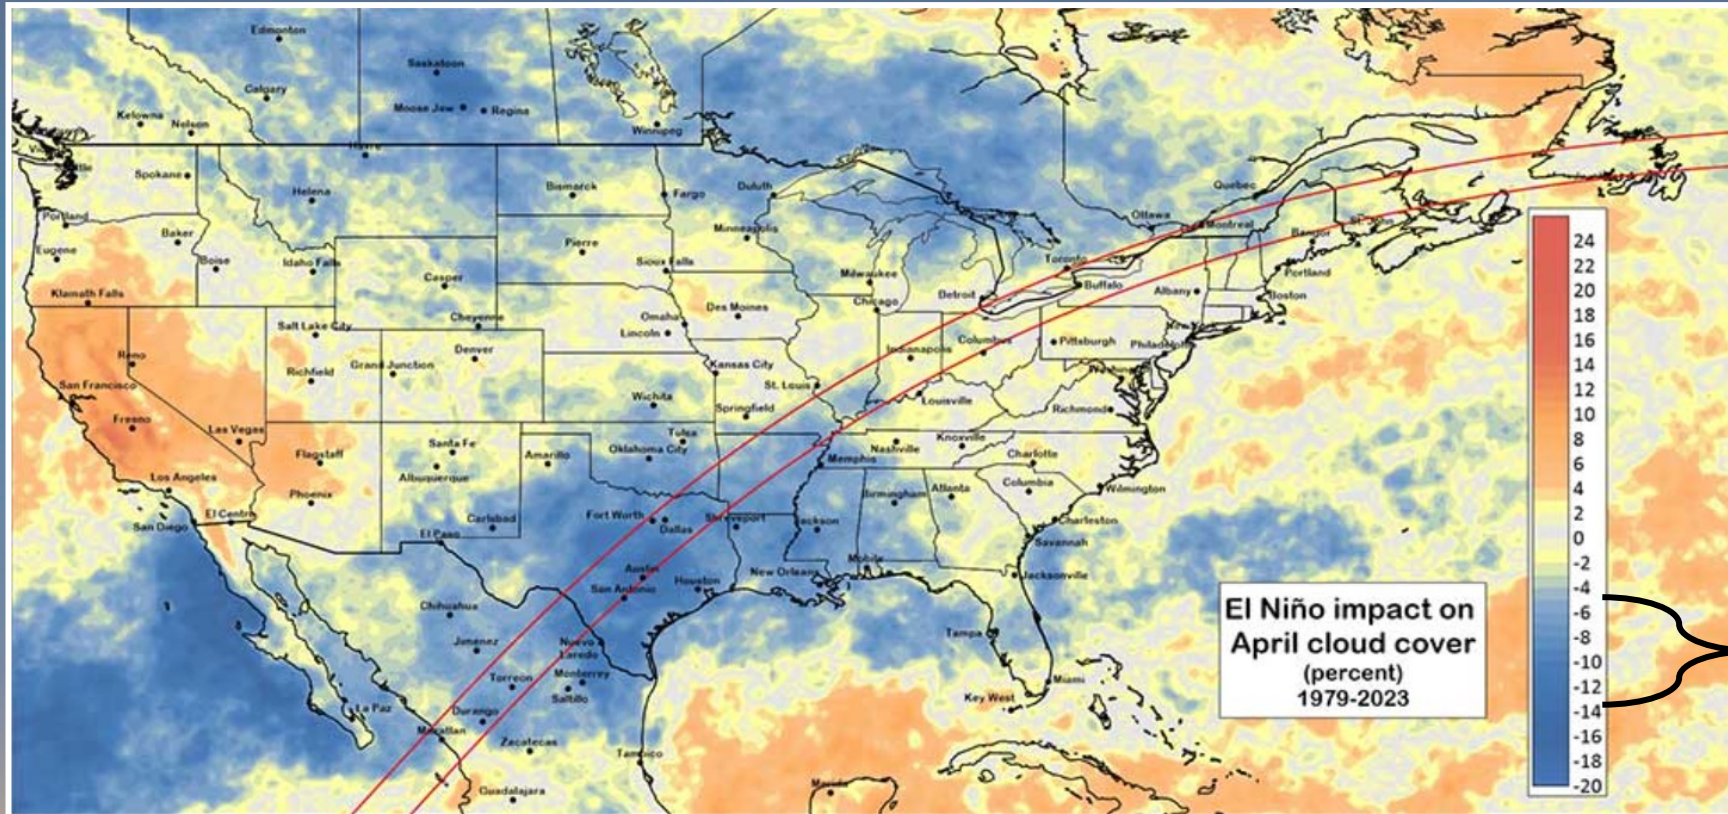 Edmonton
Saskatoon
Calgary
Moose Jaw
Regina
Kelowna
Nelson
Winnipeg
Havre
Spokane
Helena
Bismarck
Fargo
Duluth
Quebec
Portland
Ottawa
Montreal
St. John
Baker
Minneapolis
Bangor
Eugene
Pierre
Boise
Idaho Falls
Sioux Falls
Toronto
Casper
Milwaukee
Portland
Buffalo
Klamath Falls
Detroit
Albany
Boston
Chicago
Des Moines
Cheyenne
Omaha
Salt Lake City
Lincoln
Columbus
Pittsburgh
Philadelphia
Denver
Indianapolis
Reno
Grand Junction
Kansas City
Richfield
Washington
San Francisco
St. Louis
Wichita
Louisville
Springfield
Richmond
Fresno
Las Vegas
Tulsa
Santa Fe
Knoxville
Oklahoma City
Nashville
Flagstaff
Amarillo
Memphis
Charlotte
Los Angeles
Albuquerque
Columbia
Wilmington
Phoenix
Birmingham
Atlanta
El Centro
Fort Worth
Shreveport
Carlsbad
Jackson
Charleston
San Diego
Dallas
El Paso
Savannah
Mobile
Austin
New Orleans
Jacksonville
San Antonio
Houston
Chihuahua
Tampa
Jimenez
Nuevo
Laredo
Torreon
Monterrey
Miami
Saltillo
Key West
La Paz
Durango
Mazatlan
Zacatecas
Tampico
Guadalajara
Merida
El Niño impact on
April cloud cover
(percent)
1979-2023
24
22
20
18
16
14
12
10
8
6
4
2
0
-2
-4
-6
-8
-10
-12
-14
-16
-18
-20